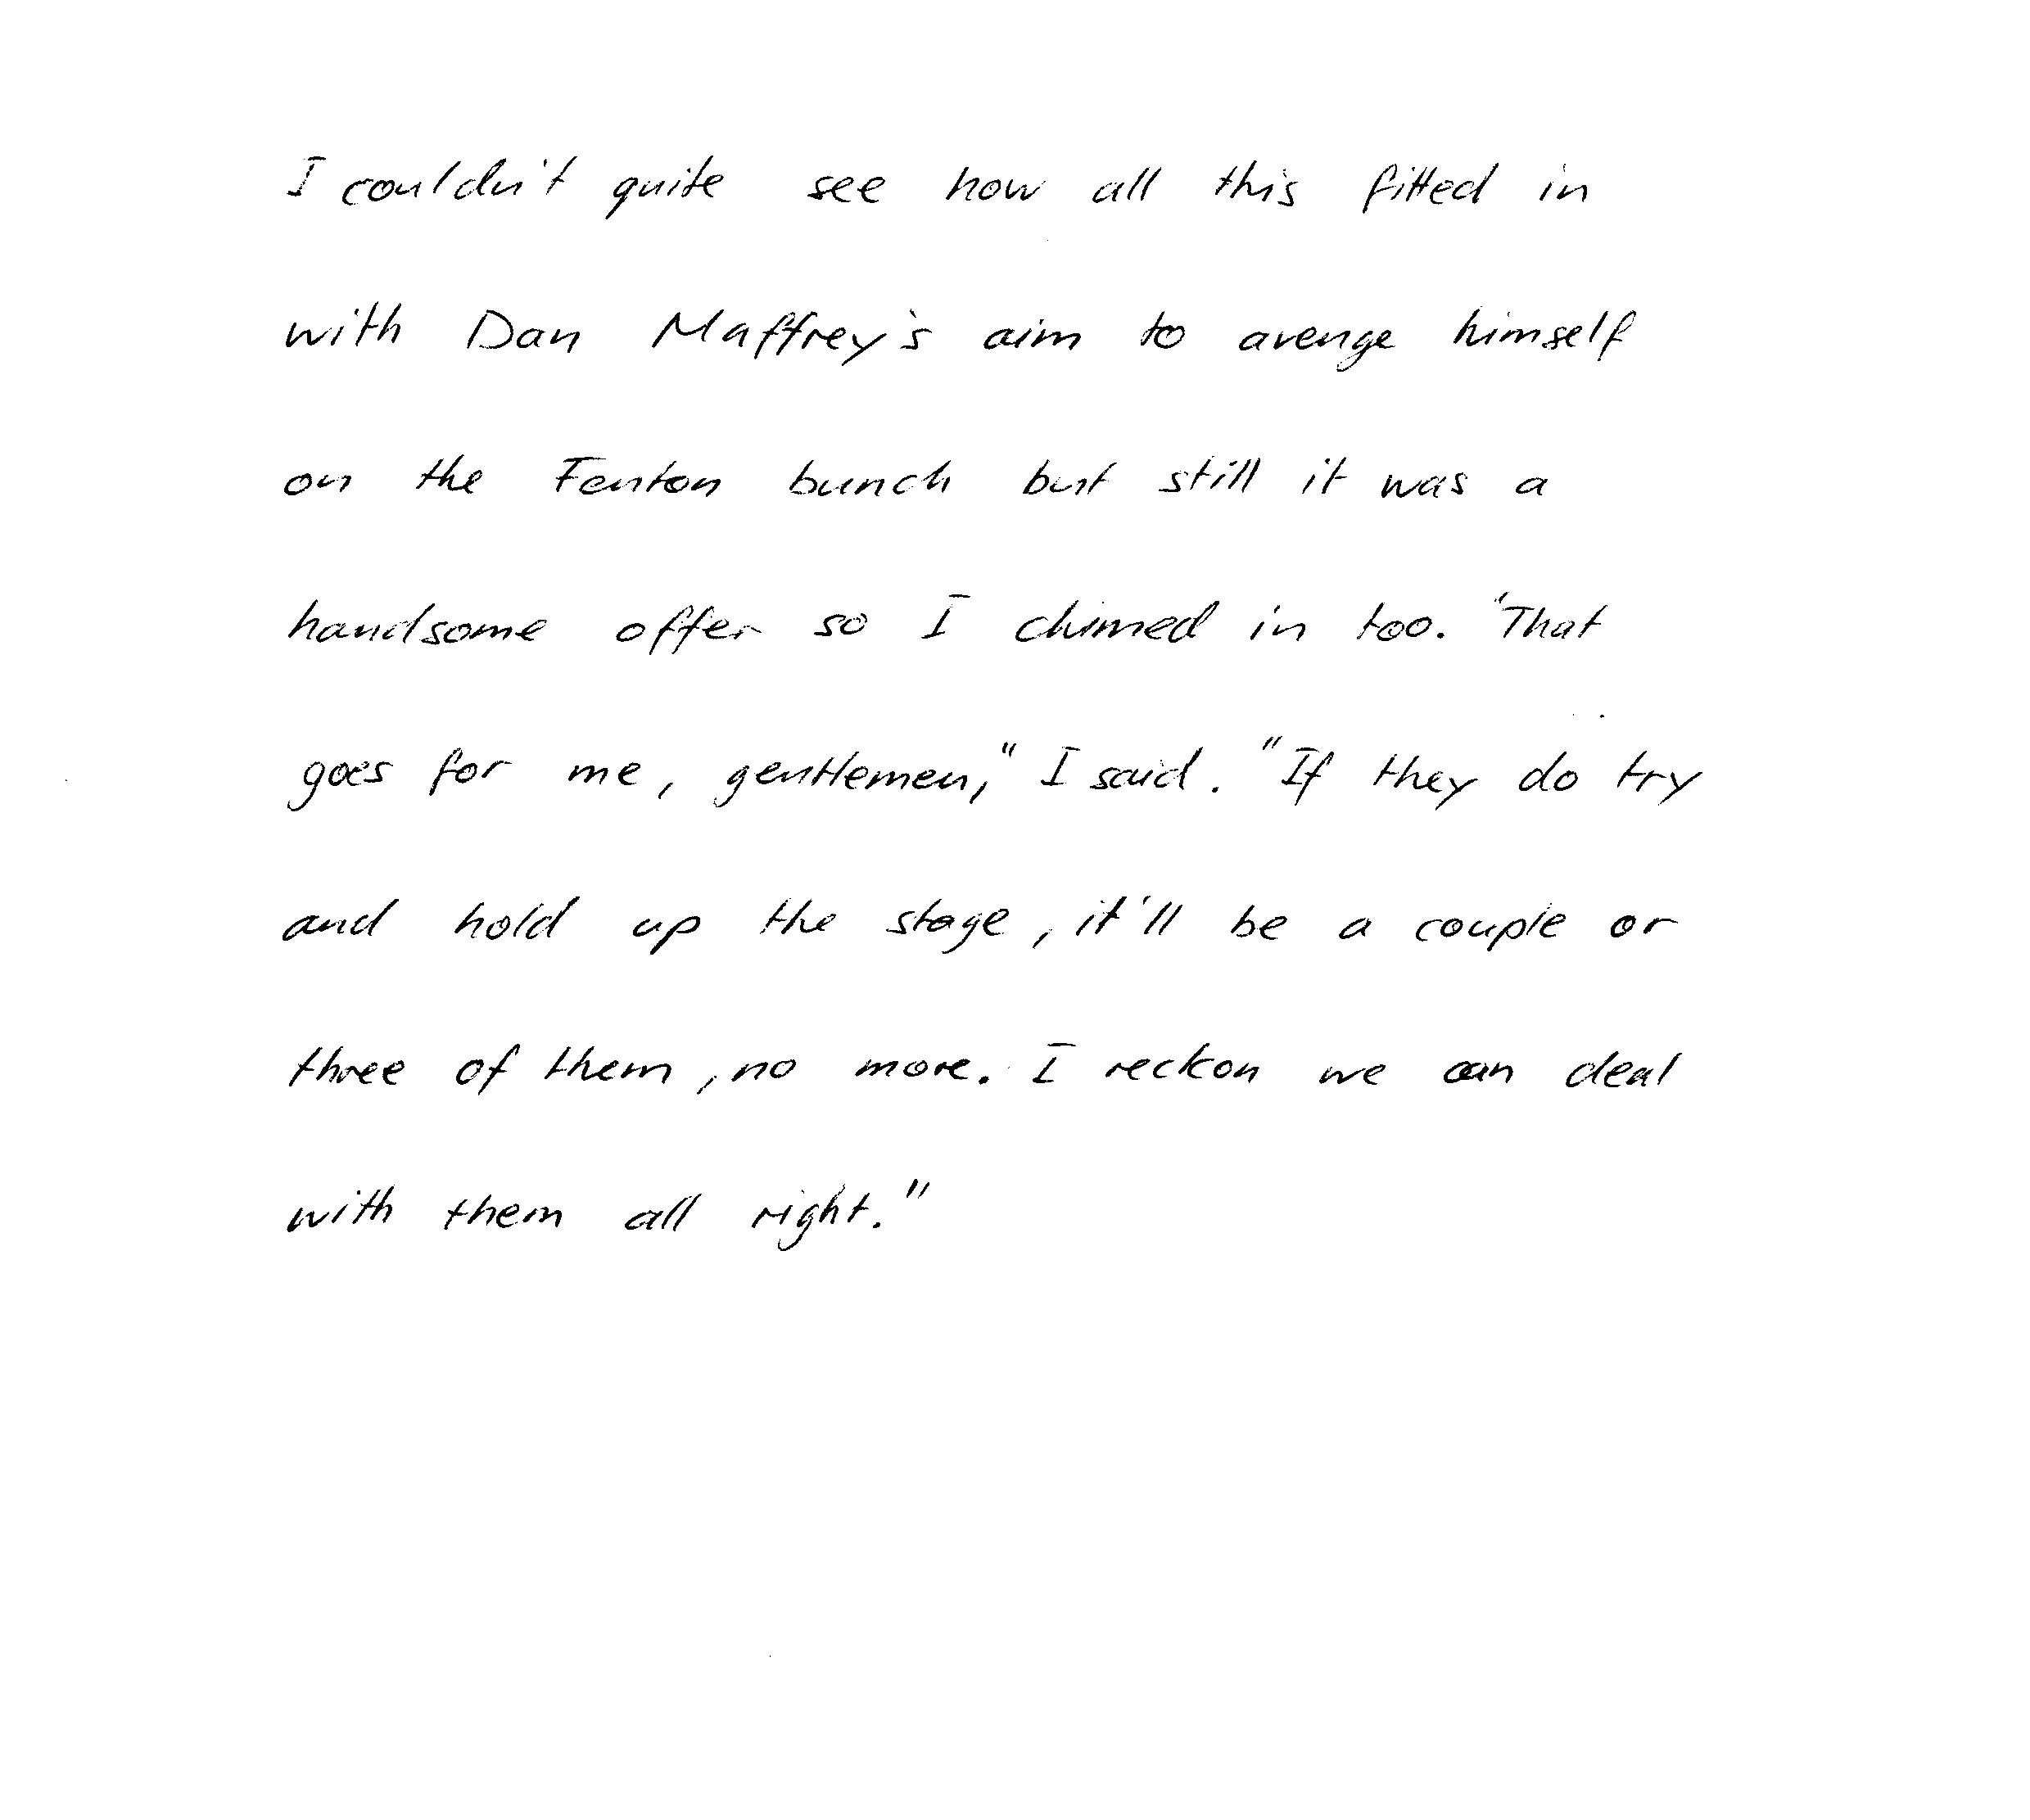 I couldn't quite see how all this fitted in
with Dan Maffrey's aim to avenge himself
on the Fenton bunch but still it was a
handsome offer so I chimed in too. "That
goes for me, gentlemen," I said. "If they do try
and hold up the stage, it'll be a couple or
three of them, no more. I reckon we can deal
with them all right."